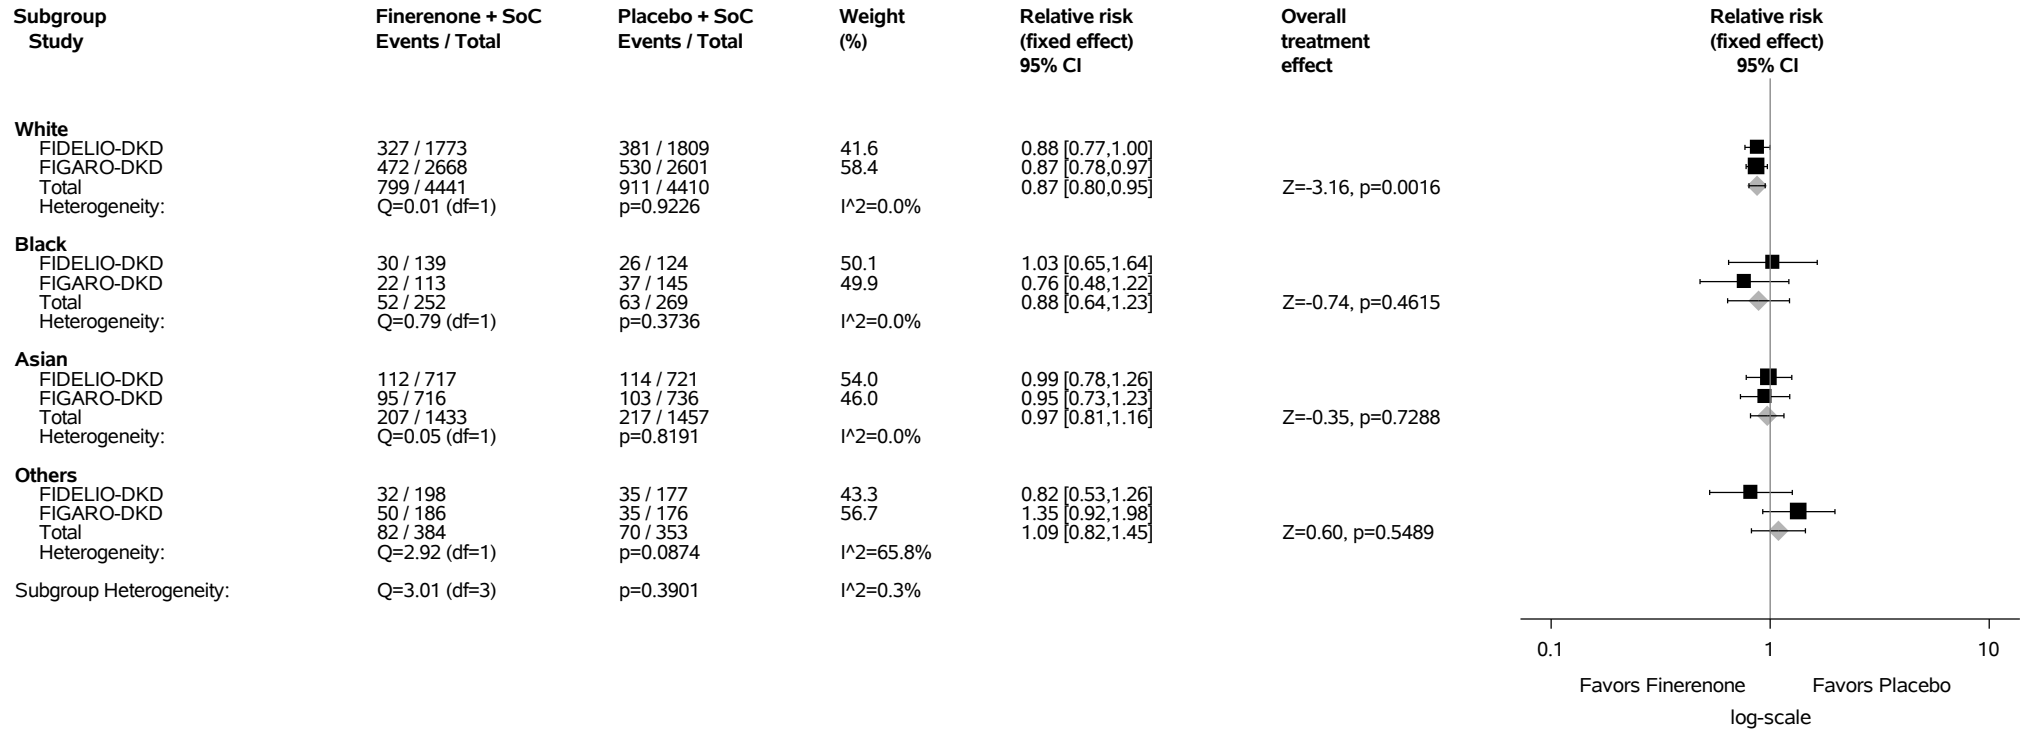 Subgroup Finerenone + SoC Placebo + SoC Weight Relative risk Overall Relative risk
Study Events / Total Events / Total (%) (fixed effect) treatment (fixed effect)
95% CI effect 95% CI
White
FIDELIO-DKD 327 / 1773 381 / 1809 41.6 0.88 [0.77,1.00]
FIGARO-DKD 472 / 2668 530 / 2601 58.4 0.87 [0.78,0.97]
Total 799 / 4441 911 / 4410 0.87 [0.80,0.95] Z=-3.16, p=0.0016
Heterogeneity: Q=0.01 (df=1) p=0.9226 I^2=0.0%
Black
FIDELIO-DKD 30 / 139 26 / 124 50.1 1.03 [0.65,1.64]
FIGARO-DKD 22 / 113 37 / 145 49.9 0.76 [0.48,1.22]
Total 52 / 252 63 / 269 0.88 [0.64,1.23] Z=-0.74, p=0.4615
Heterogeneity: Q=0.79 (df=1) p=0.3736 I^2=0.0%
Asian
FIDELIO-DKD 112 / 717 114 / 721 54.0 0.99 [0.78,1.26]
FIGARO-DKD 95 / 716 103 / 736 46.0 0.95 [0.73,1.23]
Total 207 / 1433 217 / 1457 0.97 [0.81,1.16] Z=-0.35, p=0.7288
Heterogeneity: Q=0.05 (df=1) p=0.8191 I^2=0.0%
Others
FIDELIO-DKD 32 / 198 35 / 177 43.3 0.82 [0.53,1.26]
FIGARO-DKD 50 / 186 35 / 176 56.7 1.35 [0.92,1.98]
Total 82 / 384 70 / 353 1.09 [0.82,1.45] Z=0.60, p=0.5489
Heterogeneity: Q=2.92 (df=1) p=0.0874 I^2=65.8%
Subgroup Heterogeneity: Q=3.01 (df=3) p=0.3901 I^2=0.3%
0.1 1 10
Favors Finerenone Favors Placebo
log-scale